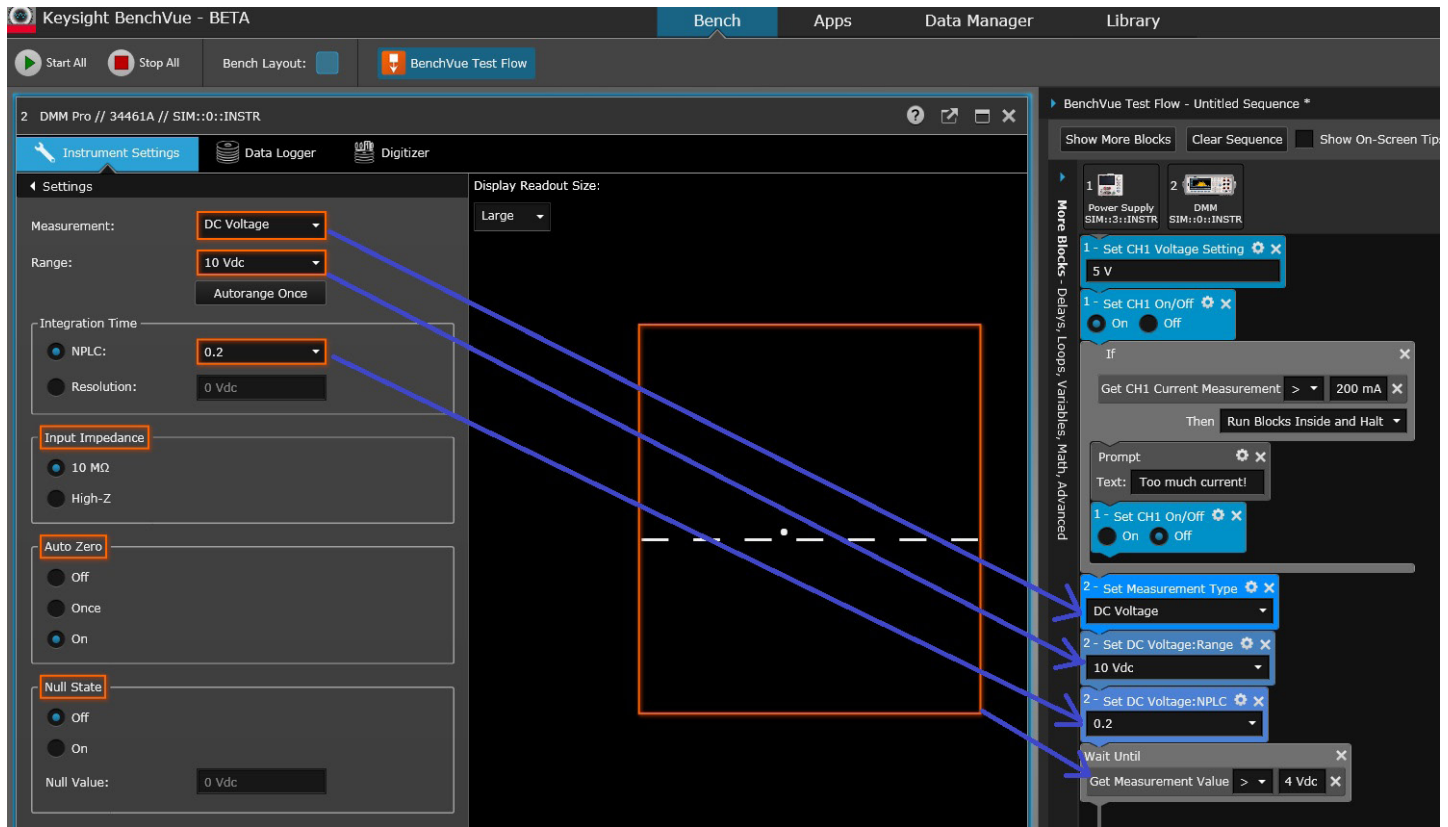 Keysight BenchVue - BETA
Bench Apps Data Manager Library
Start All Stop All Bench Layout: BenchVue Test Flow
2 DMM Pro // 34461A // SIM::0::INSTR
Instrument Settings Data Logger Digitizer
Settings
Measurement: DC Voltage
Range: 10 Vdc
Autorange Once
Integration Time
NPLC: 0.2
Resolution: 0 Vdc
Input Impedance
10 MΩ
High-Z
Auto Zero
Off
Once
On
Null State
Off
On
Null Value: 0 Vdc
Display Readout Size:
Large
BenchVue Test Flow - Untitled Sequence *
Show More Blocks Clear Sequence Show On-Screen Tips
More Blocks - Delays, Loops, Variables, Math, Advanced
1 2
Power Supply DMM
SIM::3::INSTR SIM::0::INSTR
1 - Set CH1 Voltage Setting
5 V
1 - Set CH1 On/Off
On Off
If
Get CH1 Current Measurement > 200 mA
Then Run Blocks Inside and Halt
Prompt
Text: Too much current!
1 - Set CH1 On/Off
On Off
2 - Set Measurement Type
DC Voltage
2 - Set DC Voltage:Range
10 Vdc
2 - Set DC Voltage:NPLC
0.2
Wait Until
Get Measurement Value > 4 Vdc